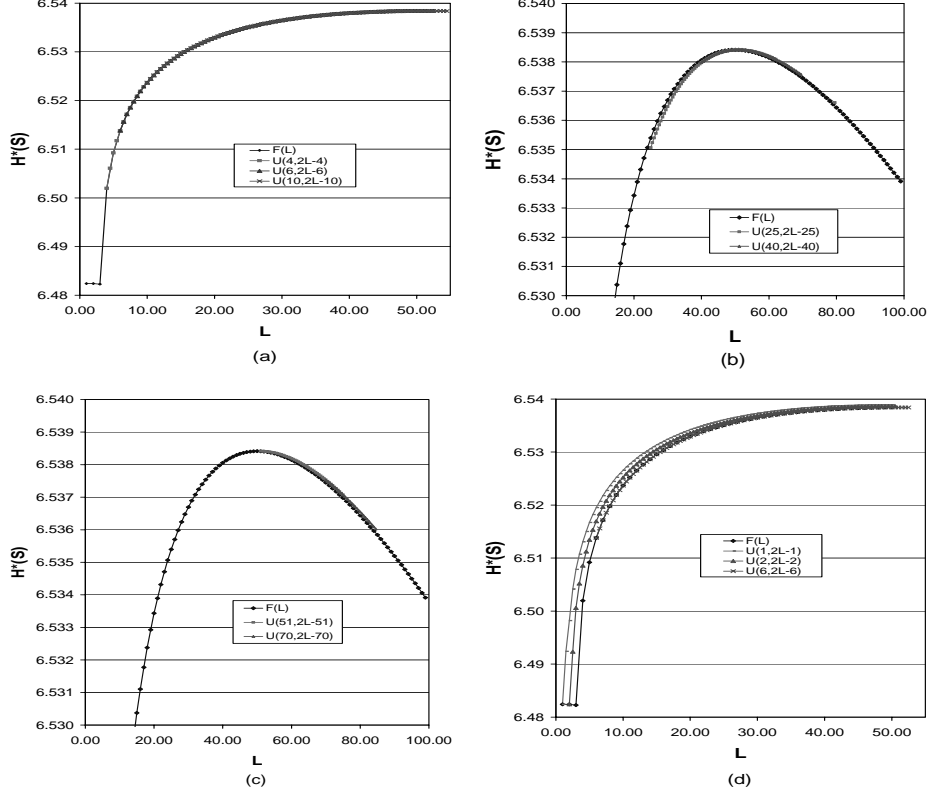 6.54
6.53
6.52
6.51
6.50
6.49
6.48
H*(S)
F(L)
U(4,2L-4)
U(6,2L-6)
U(10,2L-10)
0.00 10.00 20.00 30.00 40.00 50.00
L
(a)
6.540
6.539
6.538
6.537
6.536
6.535
6.534
6.533
6.532
6.531
6.530
H*(S)
F(L)
U(25,2L-25)
U(40,2L-40)
0.00 20.00 40.00 60.00 80.00 100.00
L
(b)
6.540
6.539
6.538
6.537
6.536
6.535
6.534
6.533
6.532
6.531
6.530
H*(S)
F(L)
U(51,2L-51)
U(70,2L-70)
0.00 20.00 40.00 60.00 80.00 100.00
L
(c)
6.54
6.53
6.52
6.51
6.50
6.49
6.48
H*(S)
F(L)
U(1,2L-1)
U(2,2L-2)
U(6,2L-6)
0.00 10.00 20.00 30.00 40.00 50.00
L
(d)